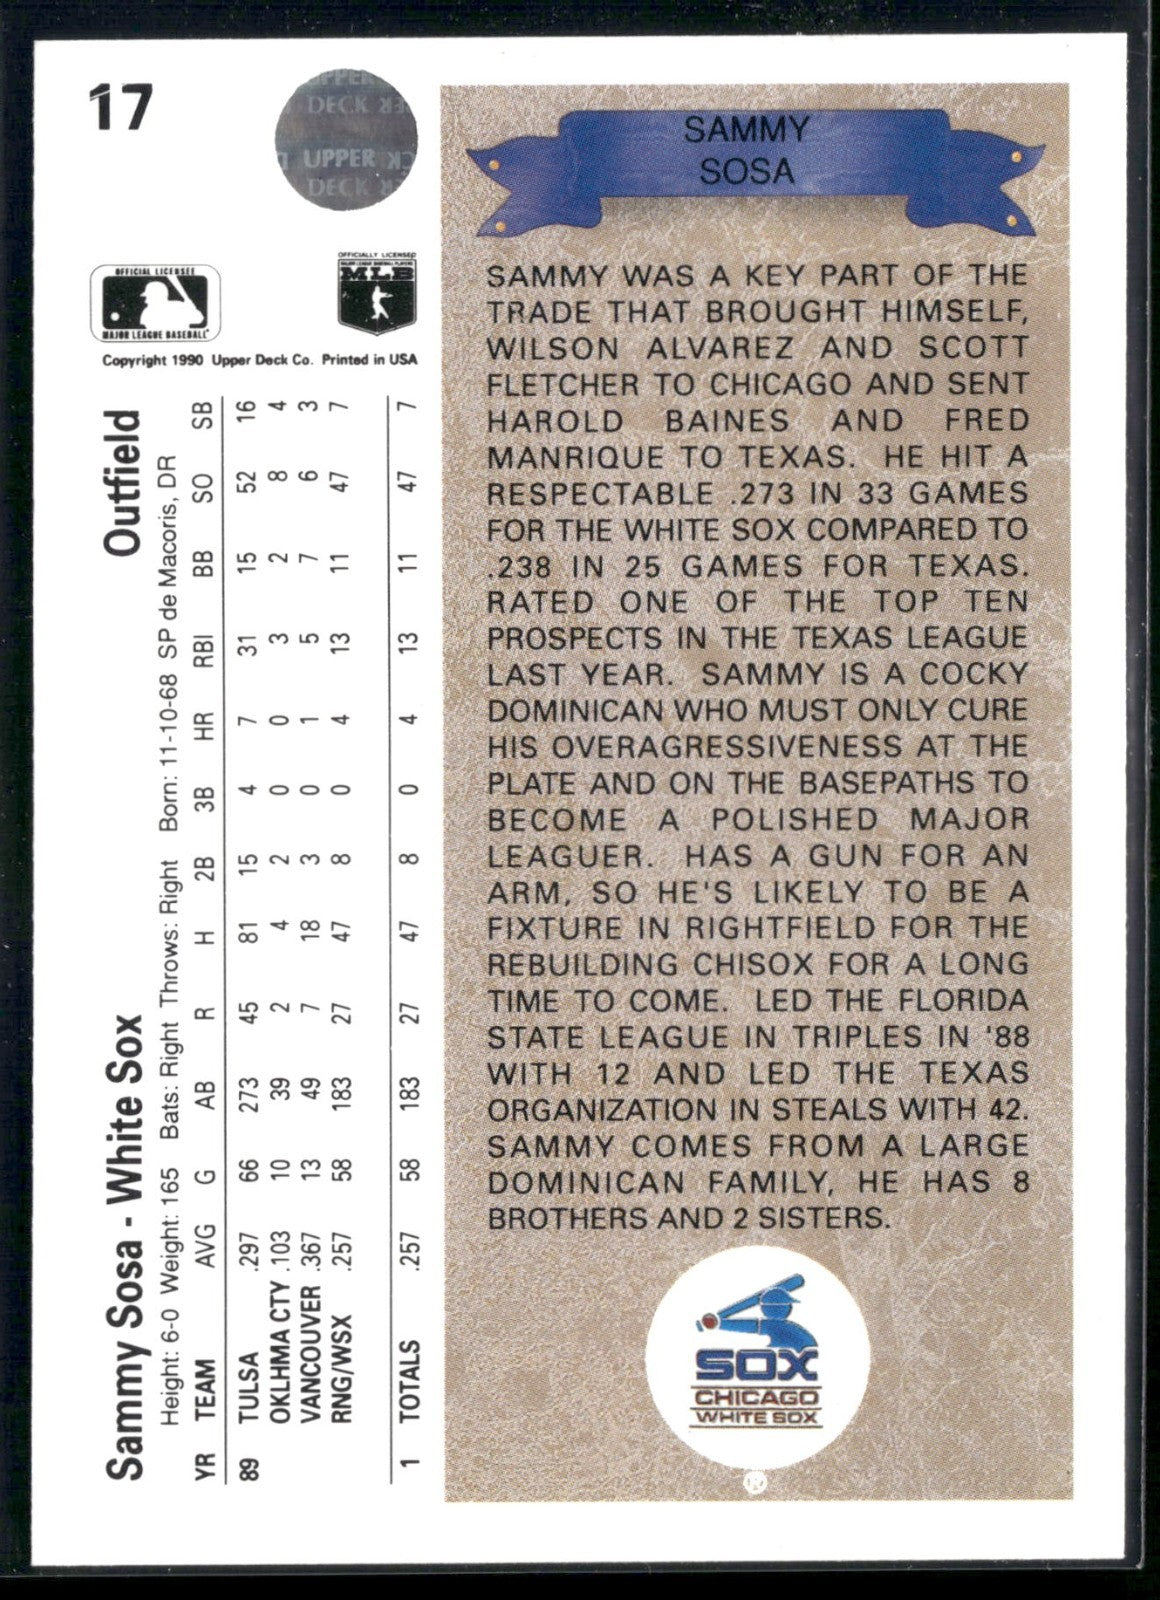 17
UPPER
DECK
UPPER
DECK
OFFICIAL LICENSEE
MAJOR LEAGUE BASEBALL
OFFICIALLY LICENSED
MAJOR LEAGUE BASEBALL PLAYERS
MLB
Copyright 1990 Upper Deck Co. Printed in USA
Sammy Sosa - White Sox Outfield
Height: 6-0 Weight: 165 Bats: Right Throws: Right Born: 11-10-68 SP de Macoris, DR
YR TEAM AVG G AB R H 2B 3B HR RBI BB SO SB
89 TULSA .297 66 273 45 81 15 4 7 31 15 52 16
OKLHMA CTY .103 10 39 2 4 2 0 0 3 2 8 4
VANCOUVER .367 13 49 7 18 3 0 1 5 7 6 3
RNG/WSX .257 58 183 27 47 8 0 4 13 11 47 7
1 TOTALS .257 58 183 27 47 8 0 4 13 11 47 7
SAMMY
SOSA
SAMMY WAS A KEY PART OF THE
TRADE THAT BROUGHT HIMSELF,
WILSON ALVAREZ AND SCOTT
FLETCHER TO CHICAGO AND SENT
HAROLD BAINES AND FRED
MANRIQUE TO TEXAS. HE HIT A
RESPECTABLE .273 IN 33 GAMES
FOR THE WHITE SOX COMPARED TO
.238 IN 25 GAMES FOR TEXAS.
RATED ONE OF THE TOP TEN
PROSPECTS IN THE TEXAS LEAGUE
LAST YEAR. SAMMY IS A COCKY
DOMINICAN WHO MUST ONLY CURE
HIS OVERAGRESSIVENESS AT THE
PLATE AND ON THE BASEPATHS TO
BECOME A POLISHED MAJOR
LEAGUER. HAS A GUN FOR AN
ARM, SO HE'S LIKELY TO BE A
FIXTURE IN RIGHTFIELD FOR THE
REBUILDING CHISOX FOR A LONG
TIME TO COME. LED THE FLORIDA
STATE LEAGUE IN TRIPLES IN '88
WITH 12 AND LED THE TEXAS
ORGANIZATION IN STEALS WITH 42.
SAMMY COMES FROM A LARGE
DOMINICAN FAMILY, HE HAS 8
BROTHERS AND 2 SISTERS.
SOX
CHICAGO
WHITE SOX